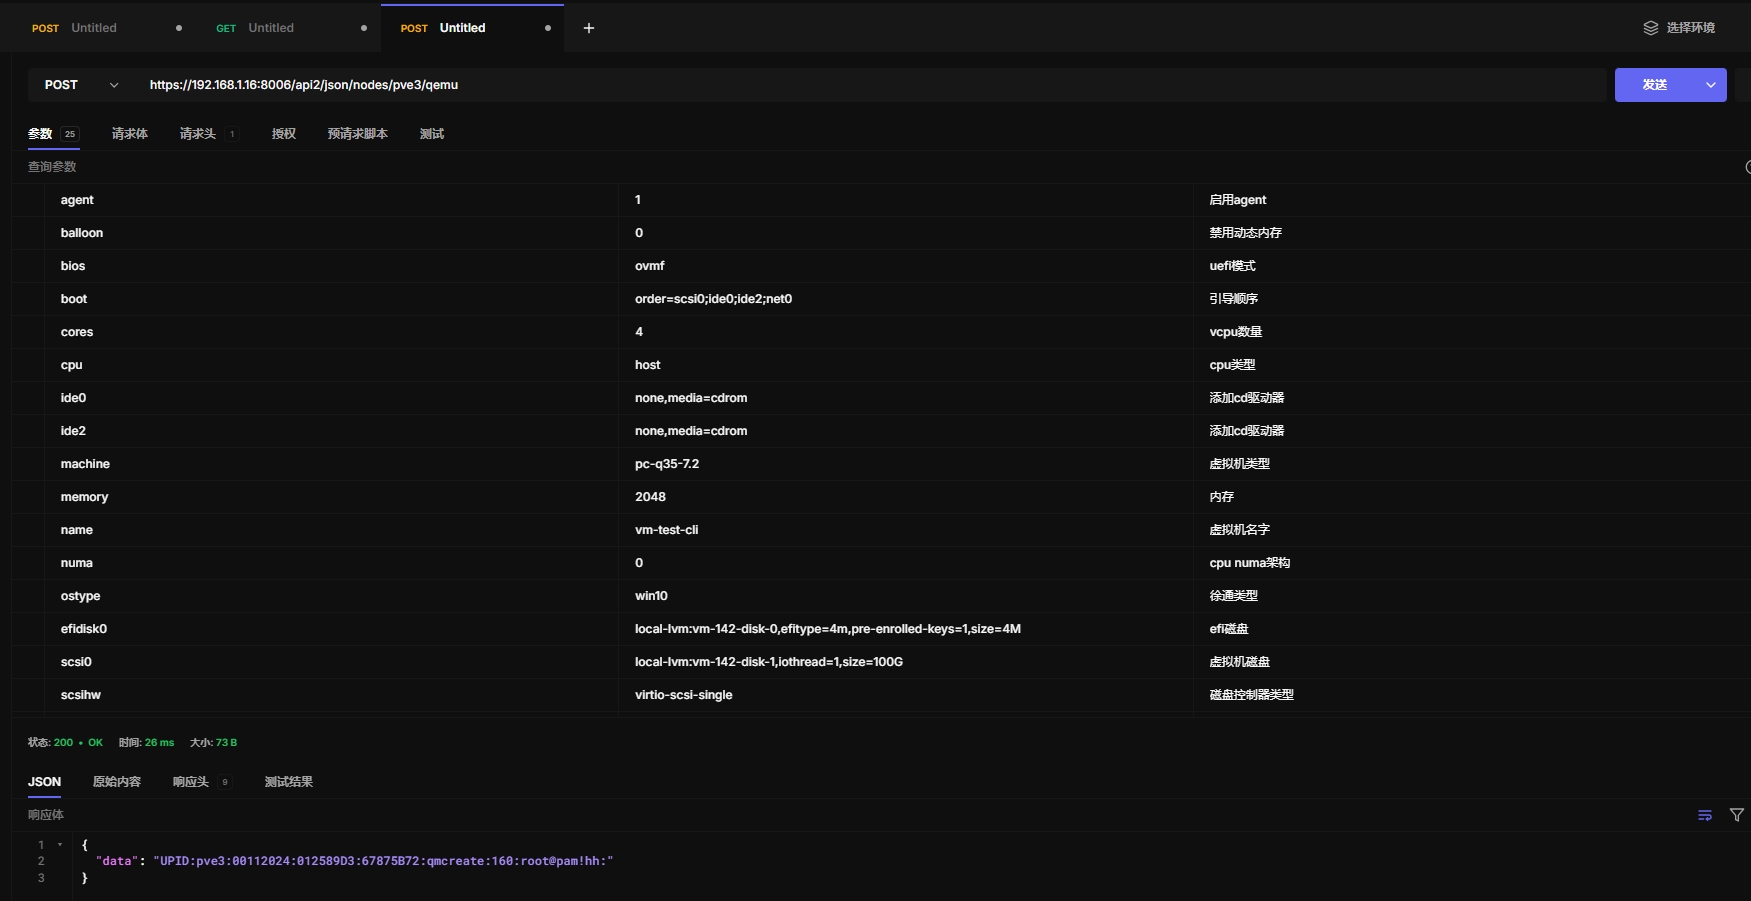 POST Untitled GET Untitled POST Untitled + 选择环境
POST https://192.168.1.16:8006/api2/json/nodes/pve3/qemu 发送
参数 25 请求体 请求头 1 授权 预请求脚本 测试
查询参数
agent 1 启用agent
balloon 0 禁用动态内存
bios ovmf uefi模式
boot order=scsi0;ide0;ide2;net0 引导顺序
cores 4 vcpu数量
cpu host cpu类型
ide0 none,media=cdrom 添加cd驱动器
ide2 none,media=cdrom 添加cd驱动器
machine pc-q35-7.2 虚拟机类型
memory 2048 内存
name vm-test-cli 虚拟机名字
numa 0 cpu numa架构
ostype win10 徐通类型
efidisk0 local-lvm:vm-142-disk-0,efitype=4m,pre-enrolled-keys=1,size=4M efi磁盘
scsi0 local-lvm:vm-142-disk-1,iothread=1,size=100G 虚拟机磁盘
scsihw virtio-scsi-single 磁盘控制器类型
状态: 200 • OK 时间: 26 ms 大小: 73 B
JSON 原始内容 响应头 9 测试结果
响应体
1 {
2 "data": "UPID:pve3:00112024:012589D3:67875B72:qmcreate:160:root@pam!hh:"
3 }